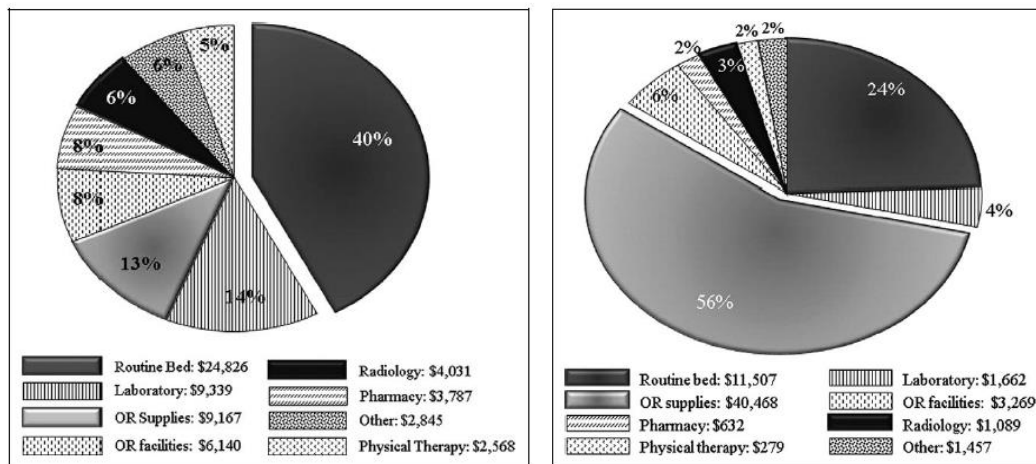 5%
6%
6%
40%
8%
8%
13%
14%
Routine Bed: $24,826
Laboratory: $9,339
OR Supplies: $9,167
OR facilities: $6,140
Radiology: $4,031
Pharmacy: $3,787
Other: $2,845
Physical Therapy: $2,568
2% 2%
2%
3%
24%
6%
4%
56%
Routine bed: $11,507
OR supplies: $40,468
Pharmacy: $632
Physical therapy: $279
Laboratory: $1,662
OR facilities: $3,269
Radiology: $1,089
Other: $1,457